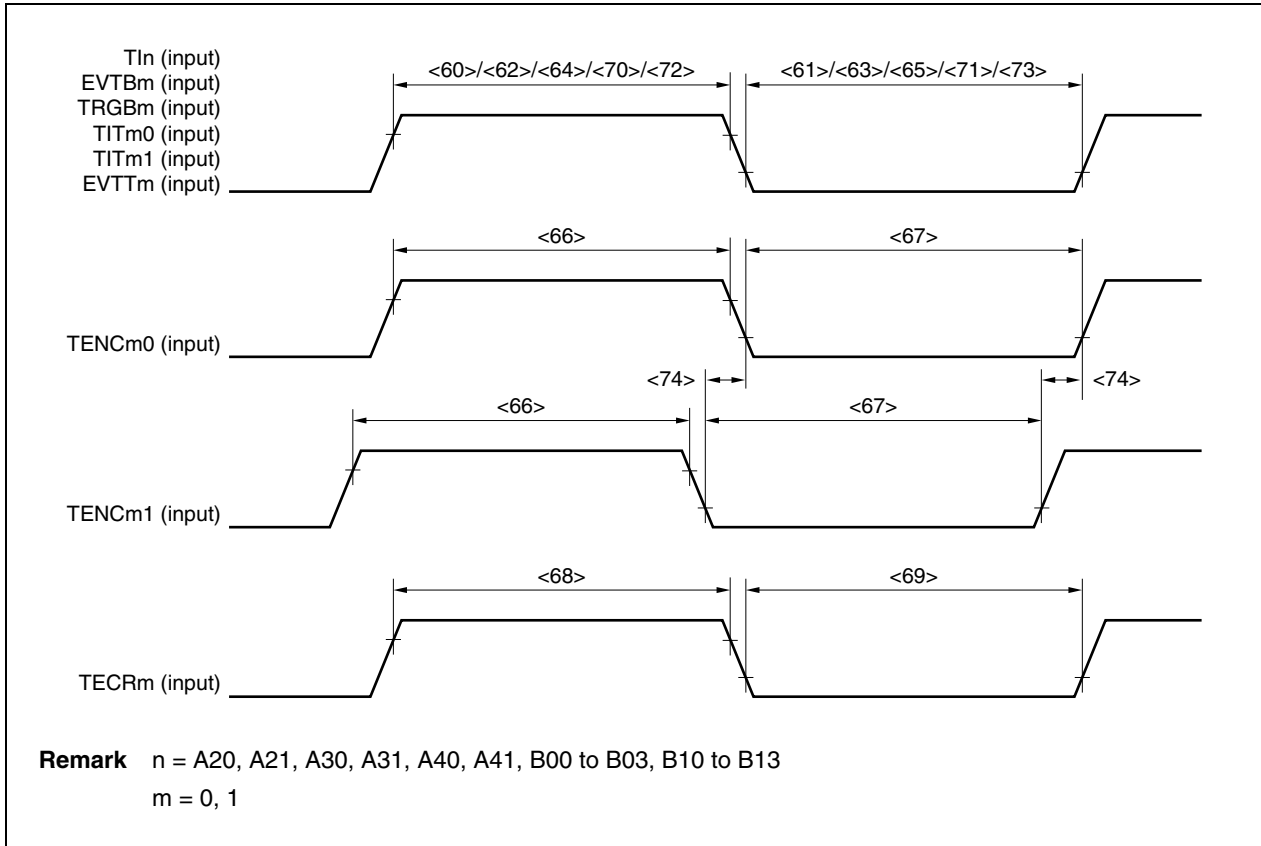 TIn (input)
EVTBm (input)
TRGBm (input)
TITm0 (input)
TITm1 (input)
EVTTm (input)
<60>/<62>/<64>/<70>/<72>
<61>/<63>/<65>/<71>/<73>
<66>
<67>
TENCm0 (input)
<74>
<74>
<66>
<67>
TENCm1 (input)
<68>
<69>
TECRm (input)
Remark n = A20, A21, A30, A31, A40, A41, B00 to B03, B10 to B13
m = 0, 1